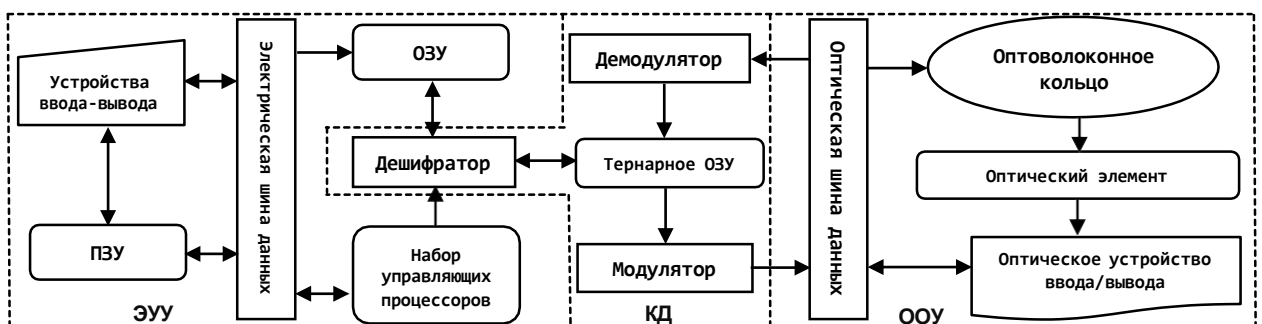 Устройства
ввода-вывода
ПЗУ
ЭУУ
Электрическая шина данных
ОЗУ
Дешифратор
Набор
управляющих
процессоров
Демодулятор
Тернарное ОЗУ
Модулятор
КД
Оптическая шина данных
Оптоволоконное
кольцо
Оптический элемент
Оптическое устройство
ввода/вывода
ООУ